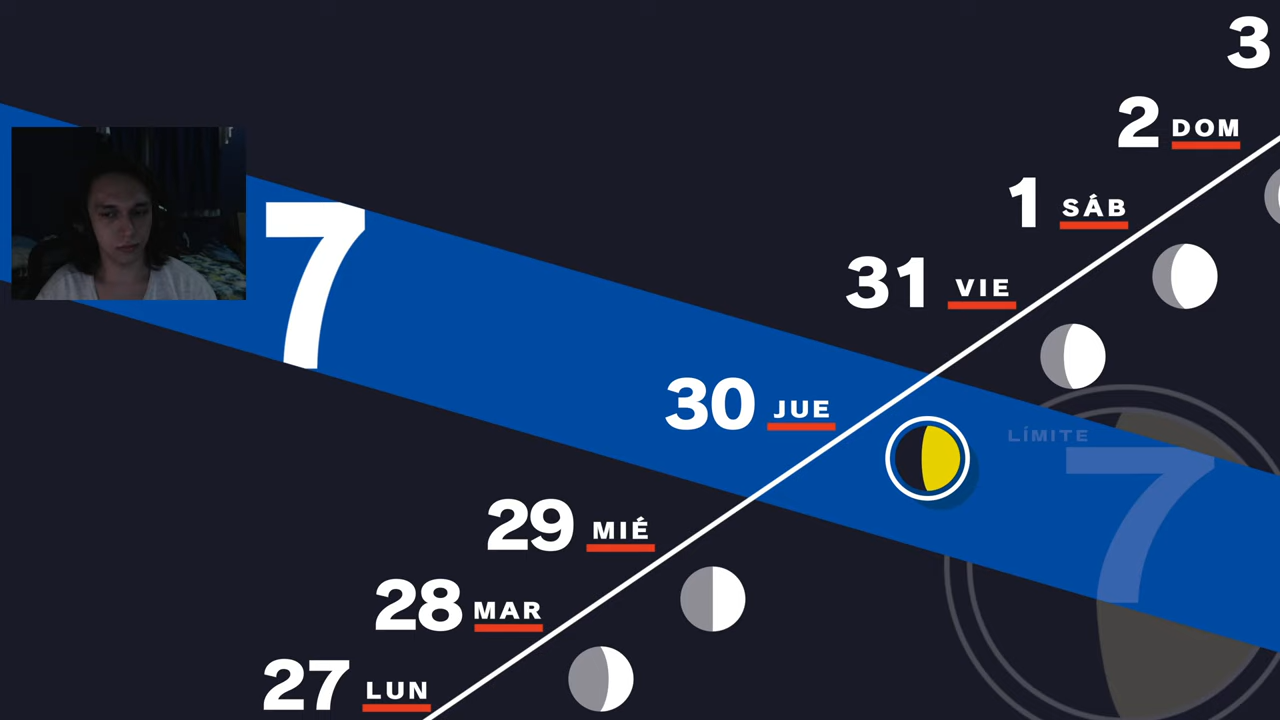 3
2 DOM
1 SÁB
31 VIE
7
30 JUE
LÍMITE
7
29 MIÉ
28 MAR
27 LUN